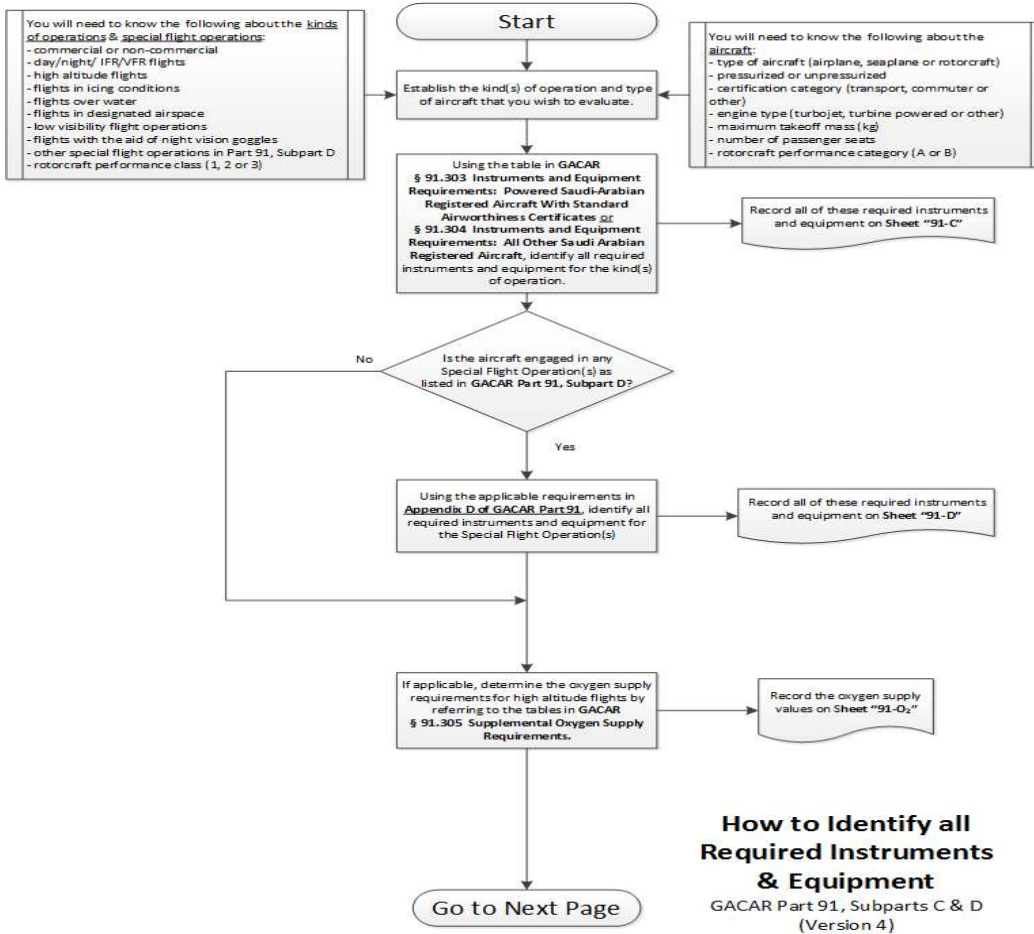 Start
You will need to know the following about the kinds
of operations & special flight operations:
- commercial or non-commercial
- day/night/ IFR/VFR flights
- high altitude flights
- flights in icing conditions
- flights over water
- flights in designated airspace
- low visibility flight operations
- flights with the aid of night vision goggles
- other special flight operations in Part 91, Subpart D
- rotorcraft performance class (1, 2 or 3)
Establish the kind(s) of operation and type
of aircraft that you wish to evaluate.
You will need to know the following about the
aircraft:
- type of aircraft (airplane, seaplane or rotorcraft)
- pressurized or unpressurized
- certification category (transport, commuter or
other)
- engine type (turbojet, turbine powered or other)
- maximum takeoff mass (kg)
- number of passenger seats
- rotorcraft performance category (A or B)
Using the table in GACAR
§ 91.303 Instruments and Equipment
Requirements: Powered Saudi-Arabian
Registered Aircraft With Standard
Airworthiness Certificates or
§ 91.304 Instruments and Equipment
Requirements: All Other Saudi Arabian
Registered Aircraft, identify all required
instruments and equipment for the kind(s)
of operation.
Record all of these required instruments
and equipment on Sheet "91-C"
Is the aircraft engaged in any
Special Flight Operation(s) as
listed in GACAR Part 91, Subpart D?
No
Yes
Using the applicable requirements in
Appendix D of GACAR Part 91, identify all
required instruments and equipment for
the Special Flight Operation(s)
Record all of these required instruments
and equipment on Sheet "91-D"
If applicable, determine the oxygen supply
requirements for high altitude flights by
referring to the tables in GACAR
§ 91.305 Supplemental Oxygen Supply
Requirements.
Record the oxygen supply
values on Sheet "91-O₂"
Go to Next Page
How to Identify all
Required Instruments
& Equipment
GACAR Part 91, Subparts C & D
(Version 4)